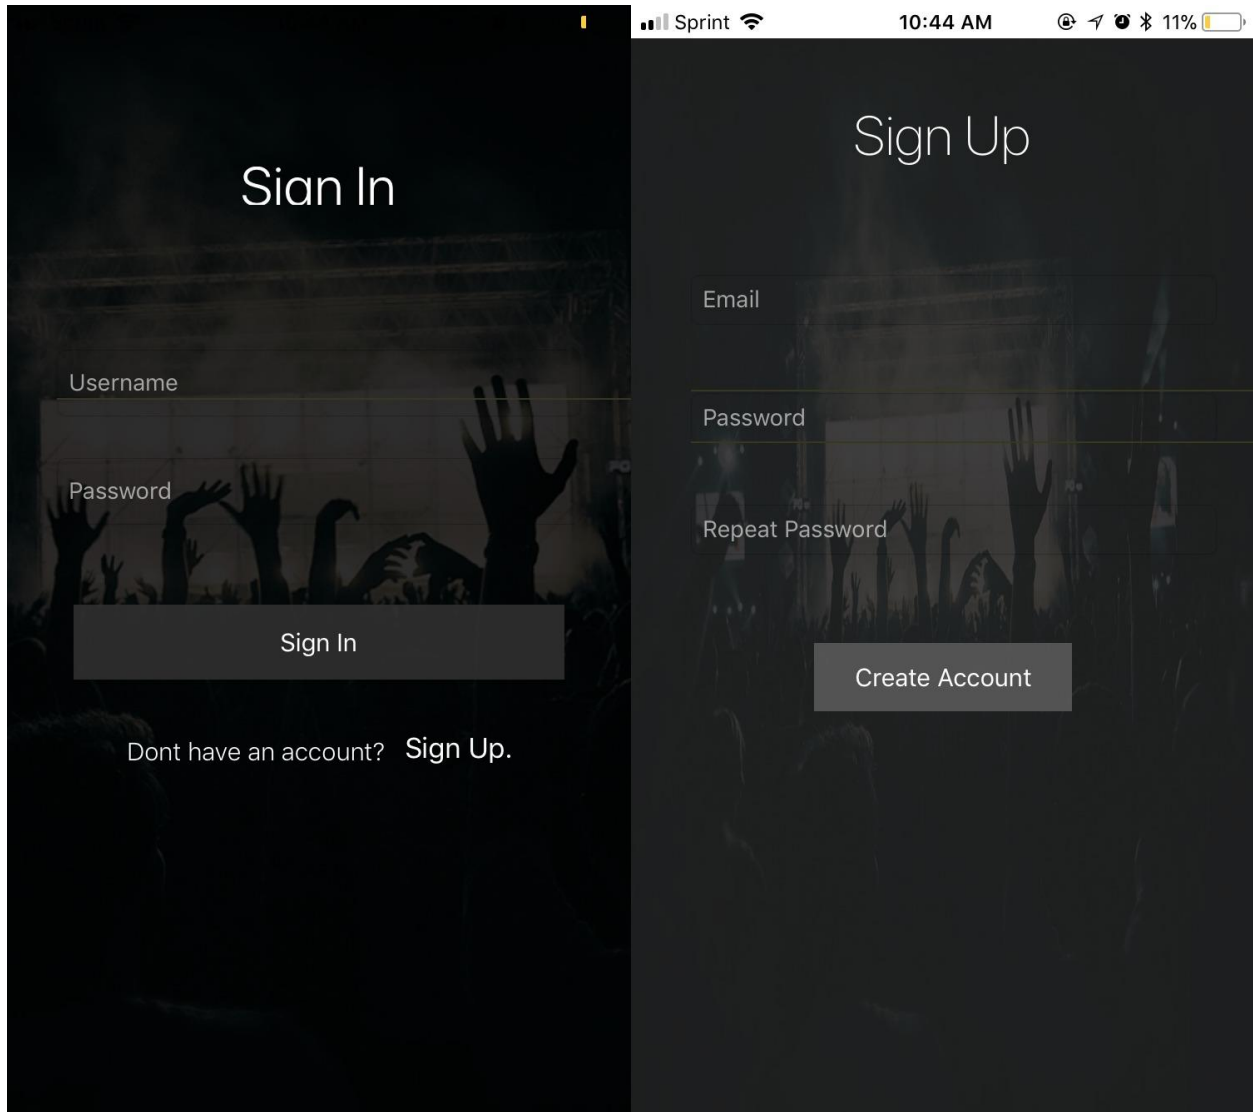 Sign In
Username
Password
Sign In
Dont have an account? Sign Up.
Sprint 10:44 AM 11%
Sign Up
Email
Password
Repeat Password
Create Account